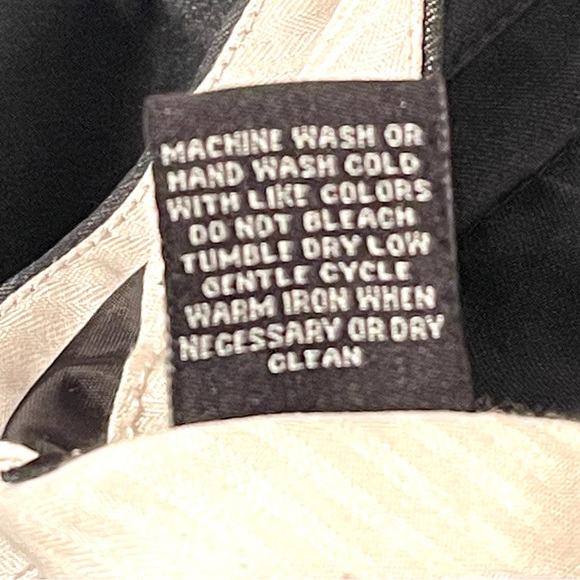 MACHINE WASH OR
HAND WASH COLD
WITH LIKE COLORS
DO NOT BLEACH
TUMBLE DRY LOW
GENTLE CYCLE
WARM IRON WHEN
NECESSARY OR DRY
CLEAN